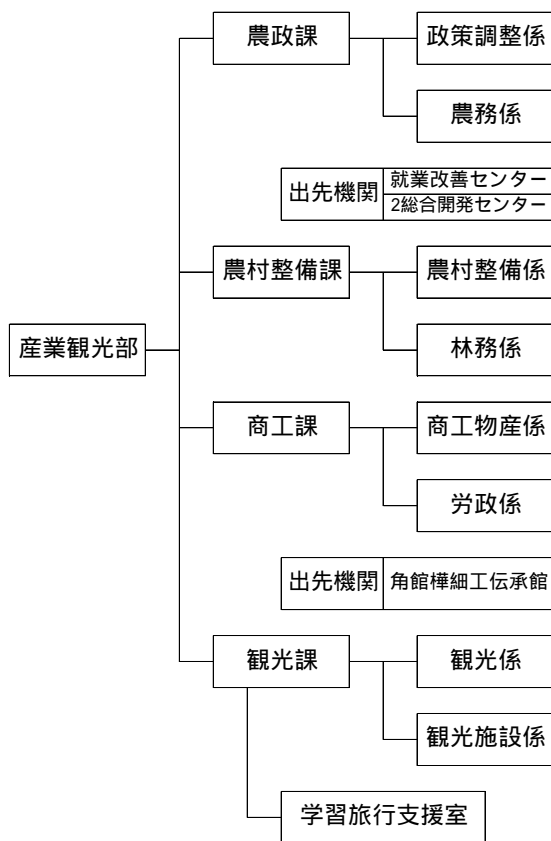 農政課
政策調整係
農務係
出先機関
就業改善センター
2総合開発センター
農村整備課
農村整備係
産業観光部
林務係
商工課
商工物産係
労政係
出先機関
角館樺細工伝承館
観光課
観光係
観光施設係
学習旅行支援室